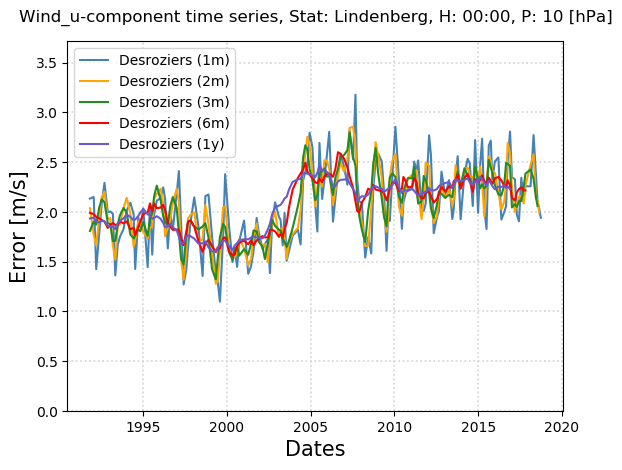 Wind_u-component time series, Stat: Lindenberg, H: 00:00, P: 10 [hPa]
Desroziers (1m)
Desroziers (2m)
Desroziers (3m)
Desroziers (6m)
Desroziers (1y)
Error [m/s]
3.5
3.0
2.5
2.0
1.5
1.0
0.5
0.0
1995 2000 2005 2010 2015 2020
Dates